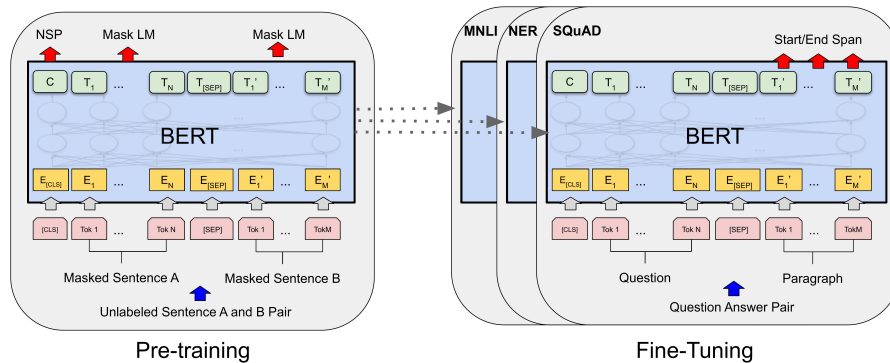 NSP Mask LM Mask LM
C T1 ... TN T[SEP] T1' ... TM'
BERT
E[CLS] E1 ... EN E[SEP] E1' ... EM'
[CLS] Tok 1 ... Tok N [SEP] Tok 1 ... TokM
Masked Sentence A Masked Sentence B
Unlabeled Sentence A and B Pair
Pre-training
MNLI NER SQuAD
Start/End Span
C T1 ... TN T[SEP] T1' ... TM'
BERT
E[CLS] E1 ... EN E[SEP] E1' ... EM'
[CLS] Tok 1 ... Tok N [SEP] Tok 1 ... TokM
Question Paragraph
Question Answer Pair
Fine-Tuning